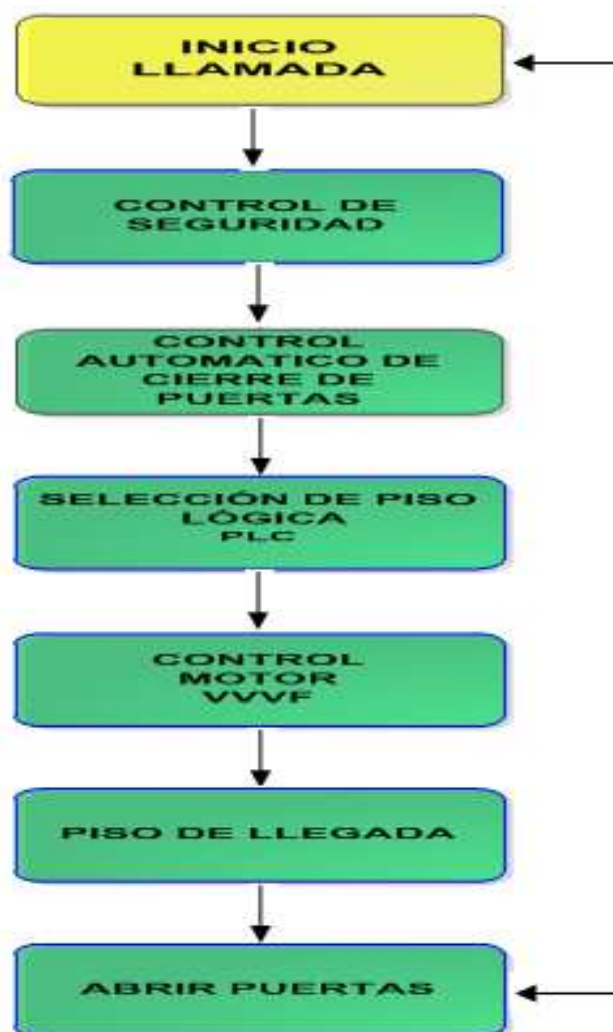 INICIO
LLAMADA
CONTROL DE
SEGURIDAD
CONTROL
AUTOMATICO DE
CIERRE DE
PUERTAS
SELECCIÓN DE PISO
LÓGICA
PLC
CONTROL
MOTOR
VVVF
PISO DE LLEGADA
ABRIR PUERTAS